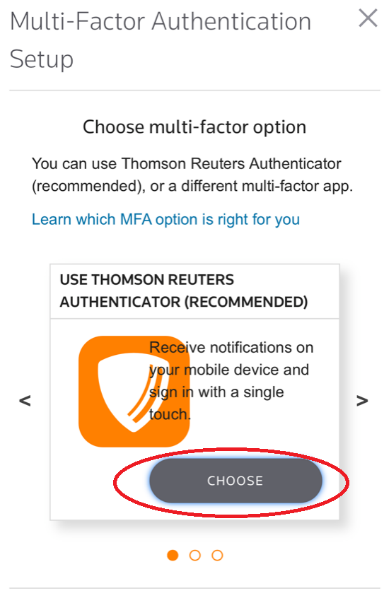 Multi-Factor Authentication
Setup
Choose multi-factor option
You can use Thomson Reuters Authenticator
(recommended), or a different multi-factor app.
Learn which MFA option is right for you
USE THOMSON REUTERS
AUTHENTICATOR (RECOMMENDED)
Receive notifications on
your mobile device and
sign in with a single
touch.
<
>
CHOOSE